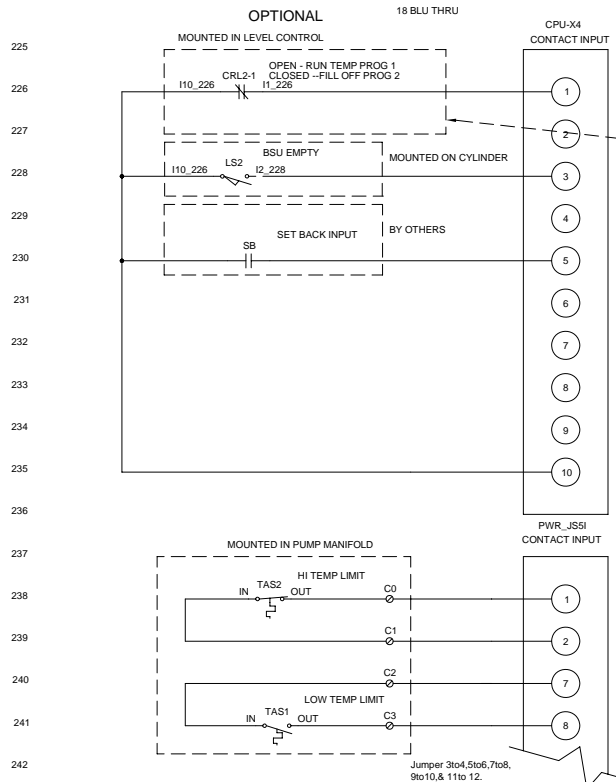 OPTIONAL
18 BLU THRU
CPU-X4
CONTACT INPUT
225
MOUNTED IN LEVEL CONTROL
OPEN - RUN TEMP PROG 1
CLOSED --FILL OFF PROG 2
CRL2-1
226
I10_226
I1_226
1
227
2
BSU EMPTY
MOUNTED ON CYLINDER
228
I10_226
LS2
I2_228
3
229
4
SET BACK INPUT
BY OTHERS
230
SB
5
231
6
232
7
233
8
234
9
235
10
236
PWR_JS5I
CONTACT INPUT
237
MOUNTED IN PUMP MANIFOLD
HI TEMP LIMIT
238
IN
TAS2
OUT
C0
1
239
C1
2
240
C2
7
LOW TEMP LIMIT
241
IN
TAS1
OUT
C3
8
242
Jumper 3to4,5to6,7to8,
9to10,& 11to 12.